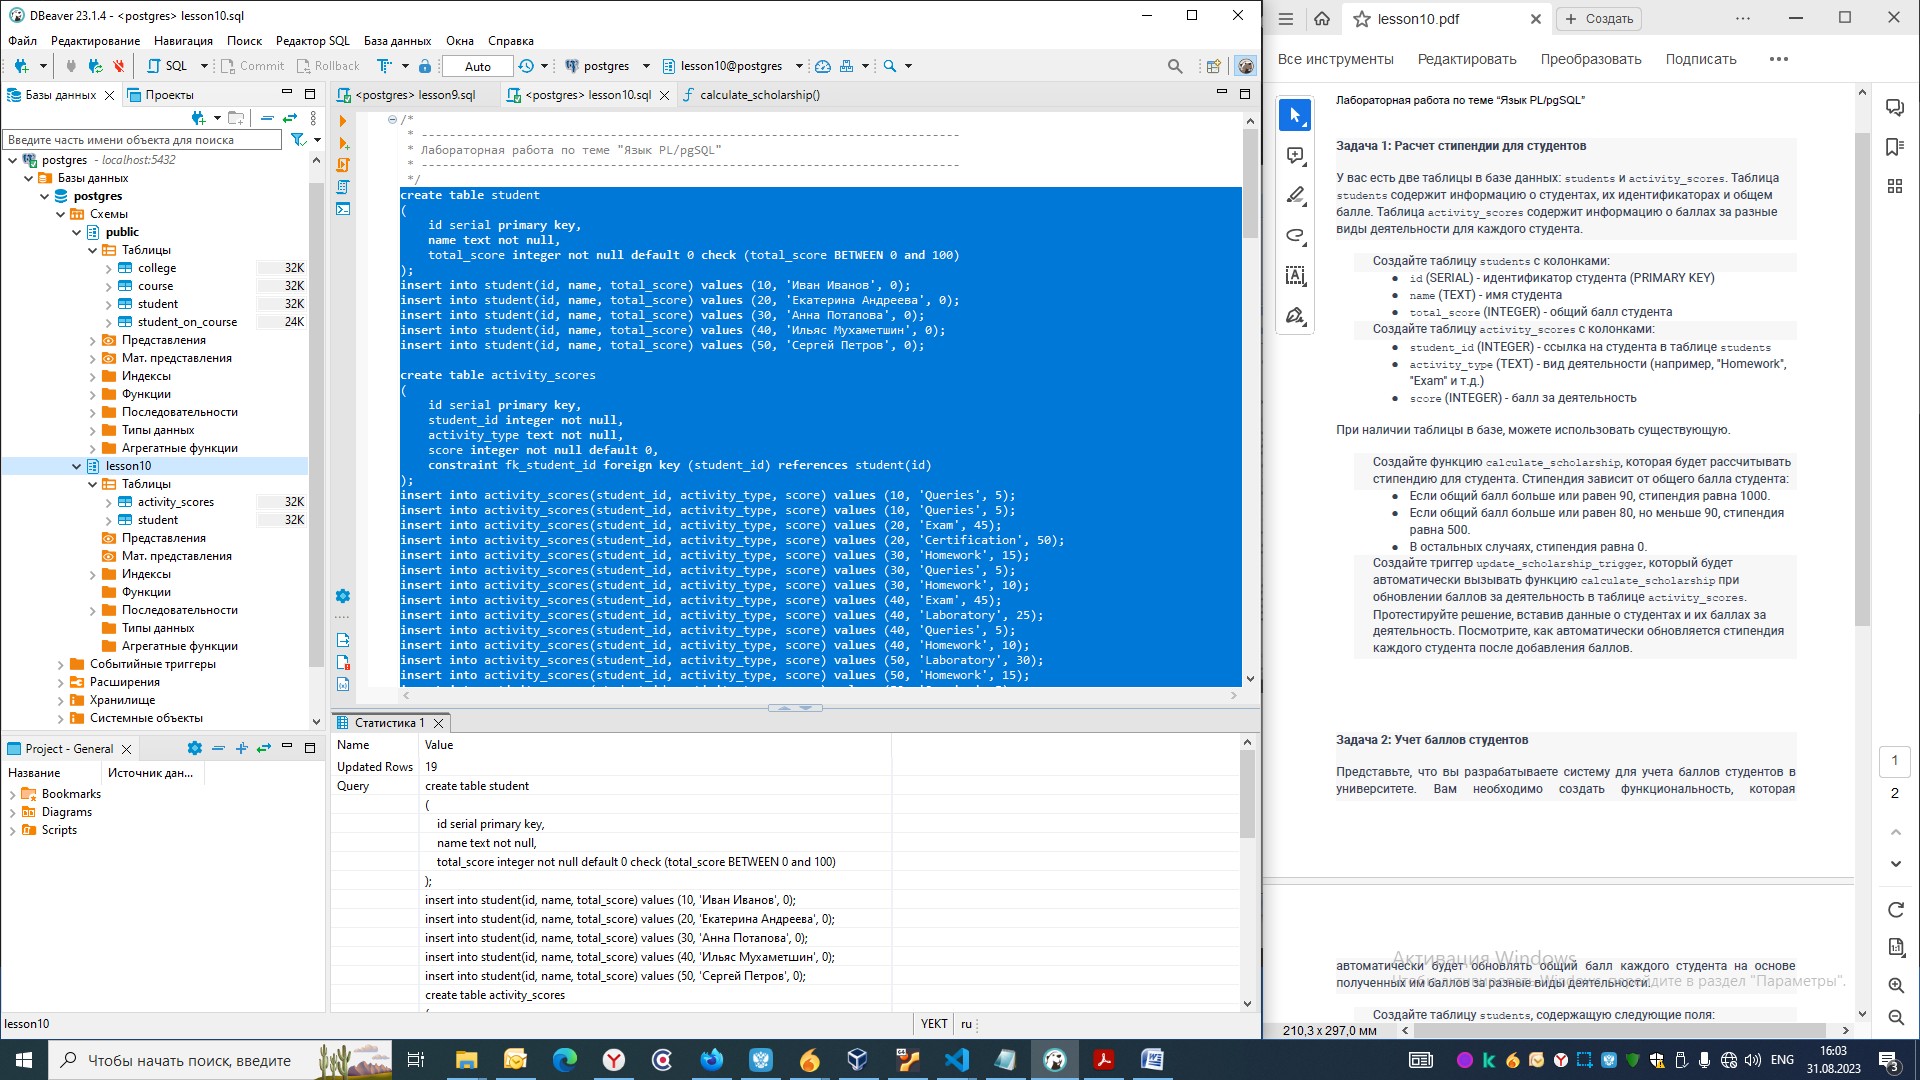 DBeaver 23.1.4 - <postgres> lesson10.sql
Файл Редактирование Навигация Поиск Редактор SQL База данных Окна Справка
SQL Commit Rollback Auto postgres lesson10@postgres
Базы данных Проекты
Введите часть имени объекта для поиска
postgres - localhost:5432
Базы данных
postgres
Схемы
public
Таблицы
college 32K
course 32K
student 32K
student_on_course 24K
Представления
Мат. представления
Индексы
Функции
Последовательности
Типы данных
Агрегатные функции
lesson10
Таблицы
activity_scores 32K
student 32K
Представления
Мат. представления
Индексы
Функции
Последовательности
Типы данных
Агрегатные функции
Событийные триггеры
Расширения
Хранилище
Системные объекты
Project - General
Название Источник дан...
Bookmarks
Diagrams
Scripts
<postgres> lesson9.sql <postgres> lesson10.sql calculate_scholarship()
/*
* -----------------------------------------------------------------------------
* Лабораторная работа по теме "Язык PL/pgSQL"
* -----------------------------------------------------------------------------
*/
create table student
(
id serial primary key,
name text not null,
total_score integer not null default 0 check (total_score BETWEEN 0 and 100)
);
insert into student(id, name, total_score) values (10, 'Иван Иванов', 0);
insert into student(id, name, total_score) values (20, 'Екатерина Андреева', 0);
insert into student(id, name, total_score) values (30, 'Анна Потапова', 0);
insert into student(id, name, total_score) values (40, 'Ильяс Мухаметшин', 0);
insert into student(id, name, total_score) values (50, 'Сергей Петров', 0);
create table activity_scores
(
id serial primary key,
student_id integer not null,
activity_type text not null,
score integer not null default 0,
constraint fk_student_id foreign key (student_id) references student(id)
);
insert into activity_scores(student_id, activity_type, score) values (10, 'Queries', 5);
insert into activity_scores(student_id, activity_type, score) values (10, 'Queries', 5);
insert into activity_scores(student_id, activity_type, score) values (20, 'Exam', 45);
insert into activity_scores(student_id, activity_type, score) values (20, 'Certification', 50);
insert into activity_scores(student_id, activity_type, score) values (30, 'Homework', 15);
insert into activity_scores(student_id, activity_type, score) values (30, 'Queries', 5);
insert into activity_scores(student_id, activity_type, score) values (30, 'Homework', 10);
insert into activity_scores(student_id, activity_type, score) values (40, 'Exam', 45);
insert into activity_scores(student_id, activity_type, score) values (40, 'Laboratory', 25);
insert into activity_scores(student_id, activity_type, score) values (40, 'Queries', 5);
insert into activity_scores(student_id, activity_type, score) values (40, 'Homework', 10);
insert into activity_scores(student_id, activity_type, score) values (50, 'Laboratory', 30);
insert into activity_scores(student_id, activity_type, score) values (50, 'Homework', 15);
Статистика 1
Name Value
Updated Rows 19
Query create table student
(
id serial primary key,
name text not null,
total_score integer not null default 0 check (total_score BETWEEN 0 and 100)
);
insert into student(id, name, total_score) values (10, 'Иван Иванов', 0);
insert into student(id, name, total_score) values (20, 'Екатерина Андреева', 0);
insert into student(id, name, total_score) values (30, 'Анна Потапова', 0);
insert into student(id, name, total_score) values (40, 'Ильяс Мухаметшин', 0);
insert into student(id, name, total_score) values (50, 'Сергей Петров', 0);
create table activity_scores
(
lesson10 YEKT ru
lesson10.pdf Создать
Все инструменты Редактировать Преобразовать Подписать
Лабораторная работа по теме “Язык PL/pgSQL”
Задача 1: Расчет стипендии для студентов
У вас есть две таблицы в базе данных: students и activity_scores. Таблица
students содержит информацию о студентах, их идентификаторах и общем
балле. Таблица activity_scores содержит информацию о баллах за разные
виды деятельности для каждого студента.
Создайте таблицу students с колонками:
● id (SERIAL) - идентификатор студента (PRIMARY KEY)
● name (TEXT) - имя студента
● total_score (INTEGER) - общий балл студента
Создайте таблицу activity_scores с колонками:
● student_id (INTEGER) - ссылка на студента в таблице students
● activity_type (TEXT) - вид деятельности (например, "Homework",
"Exam" и т.д.)
● score (INTEGER) - балл за деятельность
При наличии таблицы в базе, можете использовать существующую.
Создайте функцию calculate_scholarship, которая будет рассчитывать
стипендию для студента. Стипендия зависит от общего балла студента:
● Если общий балл больше или равен 90, стипендия равна 1000.
● Если общий балл больше или равен 80, но меньше 90, стипендия
равна 500.
● В остальных случаях, стипендия равна 0.
Создайте триггер update_scholarship_trigger, который будет
автоматически вызывать функцию calculate_scholarship при
обновлении баллов за деятельность в таблице activity_scores.
Протестируйте решение, вставив данные о студентах и их баллах за
деятельность. Посмотрите, как автоматически обновляется стипендия
каждого студента после добавления баллов.
Задача 2: Учет баллов студентов
Представьте, что вы разрабатываете систему для учета баллов студентов в
университете. Вам необходимо создать функциональность, которая
Активация Windows
автоматически будет обновлять общий балл каждого студента на основе
полученных им баллов за разные виды деятельности.
перейдите в раздел "Параметры".
Создайте таблицу students, содержащую следующие поля:
210,3 x 297,0 мм
1
2
Чтобы начать поиск, введите
ENG
16:03
31.08.2023
3